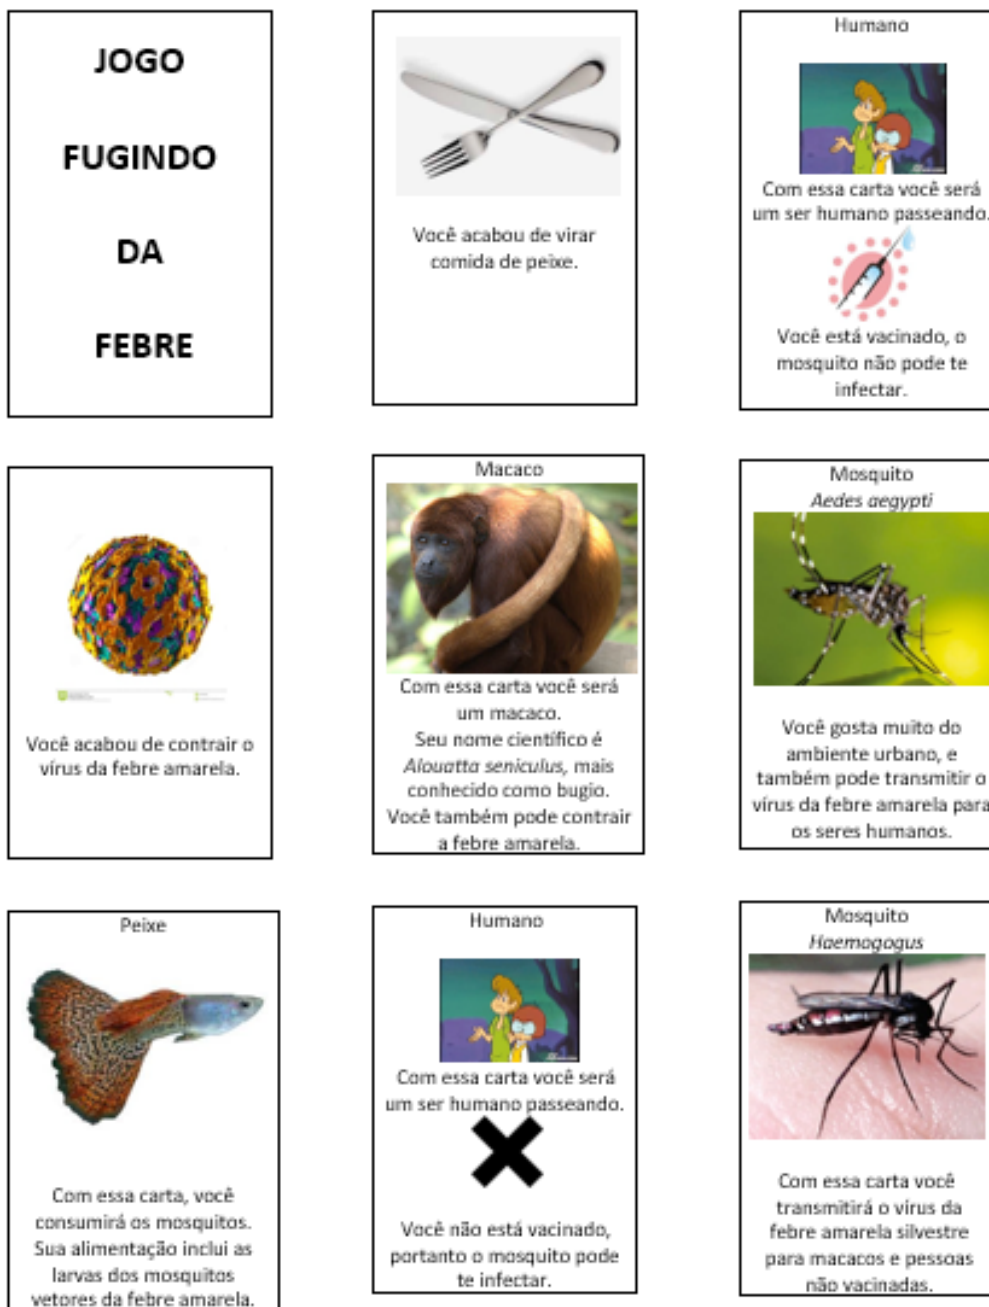 JOGO
FUGINDO
DA
FEBRE
Você acabou de virar
comida de peixe.
Humano
Com essa carta você será
um ser humano passeando.
Você está vacinado, o
mosquito não pode te
infectar.
Você acabou de contrair o
vírus da febre amarela.
Macaco
Com essa carta você será
um macaco.
Seu nome científico é
Alouatta seniculus, mais
conhecido como bugio.
Você também pode contrair
a febre amarela.
Mosquito
Aedes aegypti
Você gosta muito do
ambiente urbano, e
também pode transmitir o
vírus da febre amarela para
os seres humanos.
Peixe
Com essa carta, você
consumirá os mosquitos.
Sua alimentação inclui as
larvas dos mosquitos
vetores da febre amarela.
Humano
Com essa carta você será
um ser humano passeando.
Você não está vacinado,
portanto o mosquito pode
te infectar.
Mosquito
Haemagogus
Com essa carta você
transmitirá o vírus da
febre amarela silvestre
para macacos e pessoas
não vacinadas.